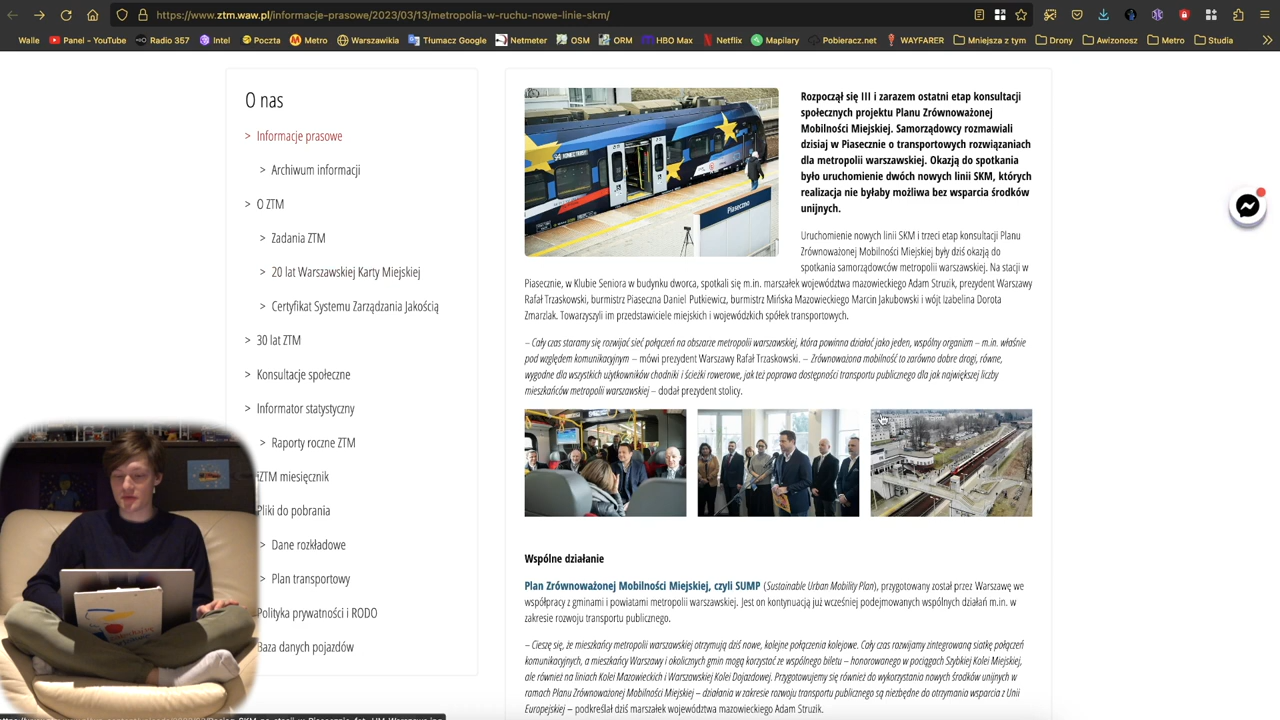 https://www.ztm.waw.pl/informacje-prasowe/2023/03/13/metropolia-w-ruchu-nowe-linie-skm/
Walle Panel - YouTube Radio 357 Intel Poczta Metro Warszawikia Tłumacz Google Netmeter OSM ORM HBO Max Netflix Mapilary Pobieracz.net WAYFARER Mniejsza z tym Drony Awizonosz Metro Studia
O nas
> Informacje prasowe
> Archiwum informacji
> O ZTM
> Zadania ZTM
> 20 lat Warszawskiej Karty Miejskiej
> Certyfikat Systemu Zarządzania Jakością
> 30 lat ZTM
> Konsultacje społeczne
> Informator statystyczny
> Raporty roczne ZTM
iZTM miesięcznik
Pliki do pobrania
> Dane rozkładowe
> Plan transportowy
Polityka prywatności i RODO
Baza danych pojazdów
Piaseczno
Rozpoczął się III i zarazem ostatni etap konsultacji
społecznych projektu Planu Zrównoważonej
Mobilności Miejskiej. Samorządowcy rozmawiali
dzisiaj w Piasecznie o transportowych rozwiązaniach
dla metropolii warszawskiej. Okazją do spotkania
było uruchomienie dwóch nowych linii SKM, których
realizacja nie byłaby możliwa bez wsparcia środków
unijnych.
Uruchomienie nowych linii SKM i trzeci etap konsultacji Planu
Zrównoważonej Mobilności Miejskiej były dziś okazją do
spotkania samorządowców metropolii warszawskiej. Na stacji w
Piasecznie, w Klubie Seniora w budynku dworca, spotkali się m.in. marszałek województwa mazowieckiego Adam Struzik, prezydent Warszawy
Rafał Trzaskowski, burmistrz Piaseczna Daniel Putkiewicz, burmistrz Mińska Mazowieckiego Marcin Jakubowski i wójt Izabelina Dorota
Zmarzlak. Towarzyszyli im przedstawiciele miejskich i wojewódzkich spółek transportowych.
– Cały czas staramy się rozwijać sieć połączeń na obszarze metropolii warszawskiej, która powinna działać jako jeden, wspólny organizm – m.in. właśnie
pod względem komunikacyjnym – mówi prezydent Warszawy Rafał Trzaskowski. – Zrównoważona mobilność to zarówno dobre drogi, równe,
wygodne dla wszystkich użytkowników chodniki i ścieżki rowerowe, jak też poprawa dostępności transportu publicznego dla jak największej liczby
mieszkańców metropolii warszawskiej – dodał prezydent stolicy.
Wspólne działanie
Plan Zrównoważonej Mobilności Miejskiej, czyli SUMP (Sustainable Urban Mobility Plan), przygotowany został przez Warszawę we
współpracy z gminami i powiatami metropolii warszawskiej. Jest on kontynuacją już wcześniej podejmowanych wspólnych działań m.in. w
zakresie rozwoju transportu publicznego.
– Cieszę się, że mieszkańcy metropolii warszawskiej otrzymują dziś nowe, kolejne połączenia kolejowe. Cały czas rozwijamy zintegrowaną siatkę połączeń
komunikacyjnych, a mieszkańcy Warszawy i okolicznych gmin mogą korzystać ze wspólnego biletu – honorowanego w pociągach Szybkiej Kolei Miejskiej,
ale również na liniach Kolei Mazowieckich i Warszawskiej Kolei Dojazdowej. Przygotowujemy się również do wykorzystania nowych środków unijnych w
ramach Planu Zrównoważonej Mobilności Miejskiej – działania w zakresie rozwoju transportu publicznego są niezbędne do otrzymania wsparcia z Unii
Europejskiej – podkreślał dziś marszałek województwa mazowieckiego Adam Struzik.